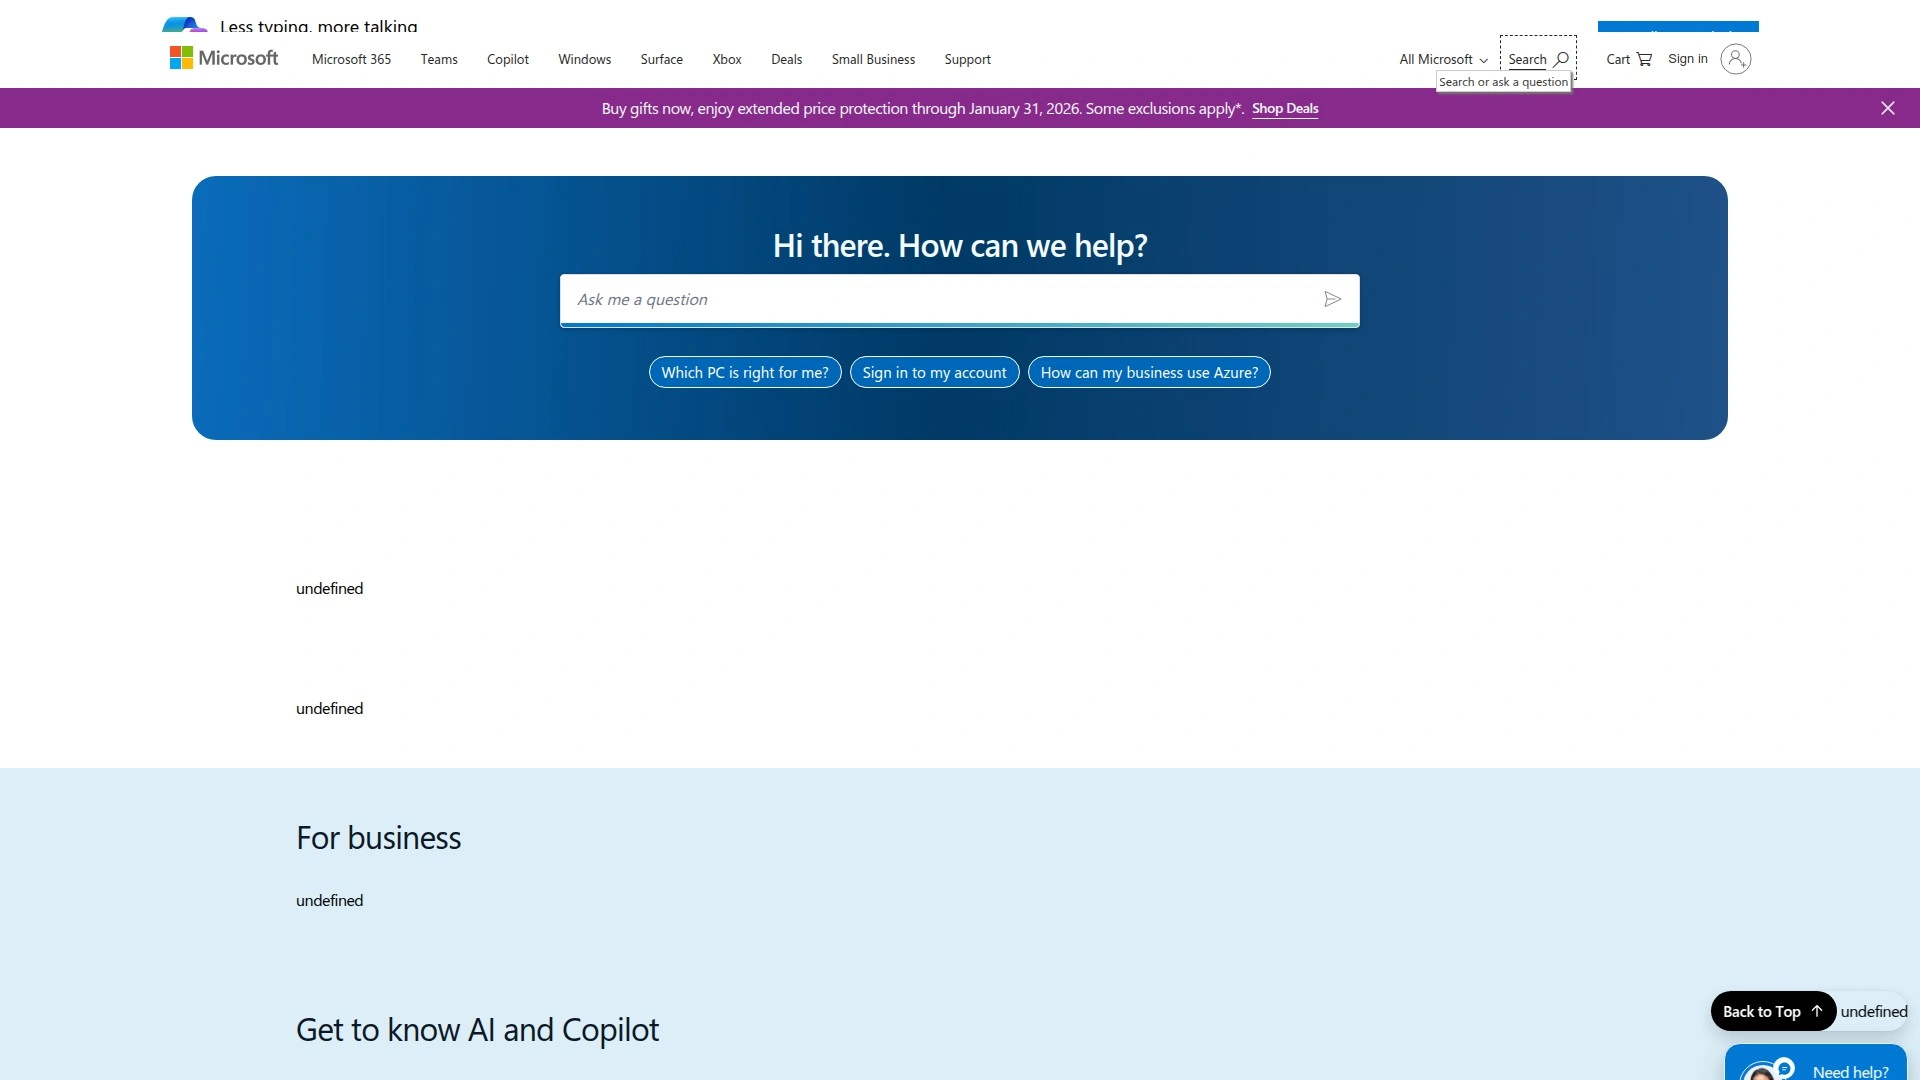 Less typing, more talking
Microsoft
Microsoft 365
Teams
Copilot
Windows
Surface
Xbox
Deals
Small Business
Support
All Microsoft
Search
Cart
Sign in
Search or ask a question
Buy gifts now, enjoy extended price protection through January 31, 2026. Some exclusions apply*. Shop Deals
Hi there. How can we help?
Ask me a question
Which PC is right for me?
Sign in to my account
How can my business use Azure?
undefined
undefined
For business
undefined
Get to know AI and Copilot
Back to Top
undefined
Need help?